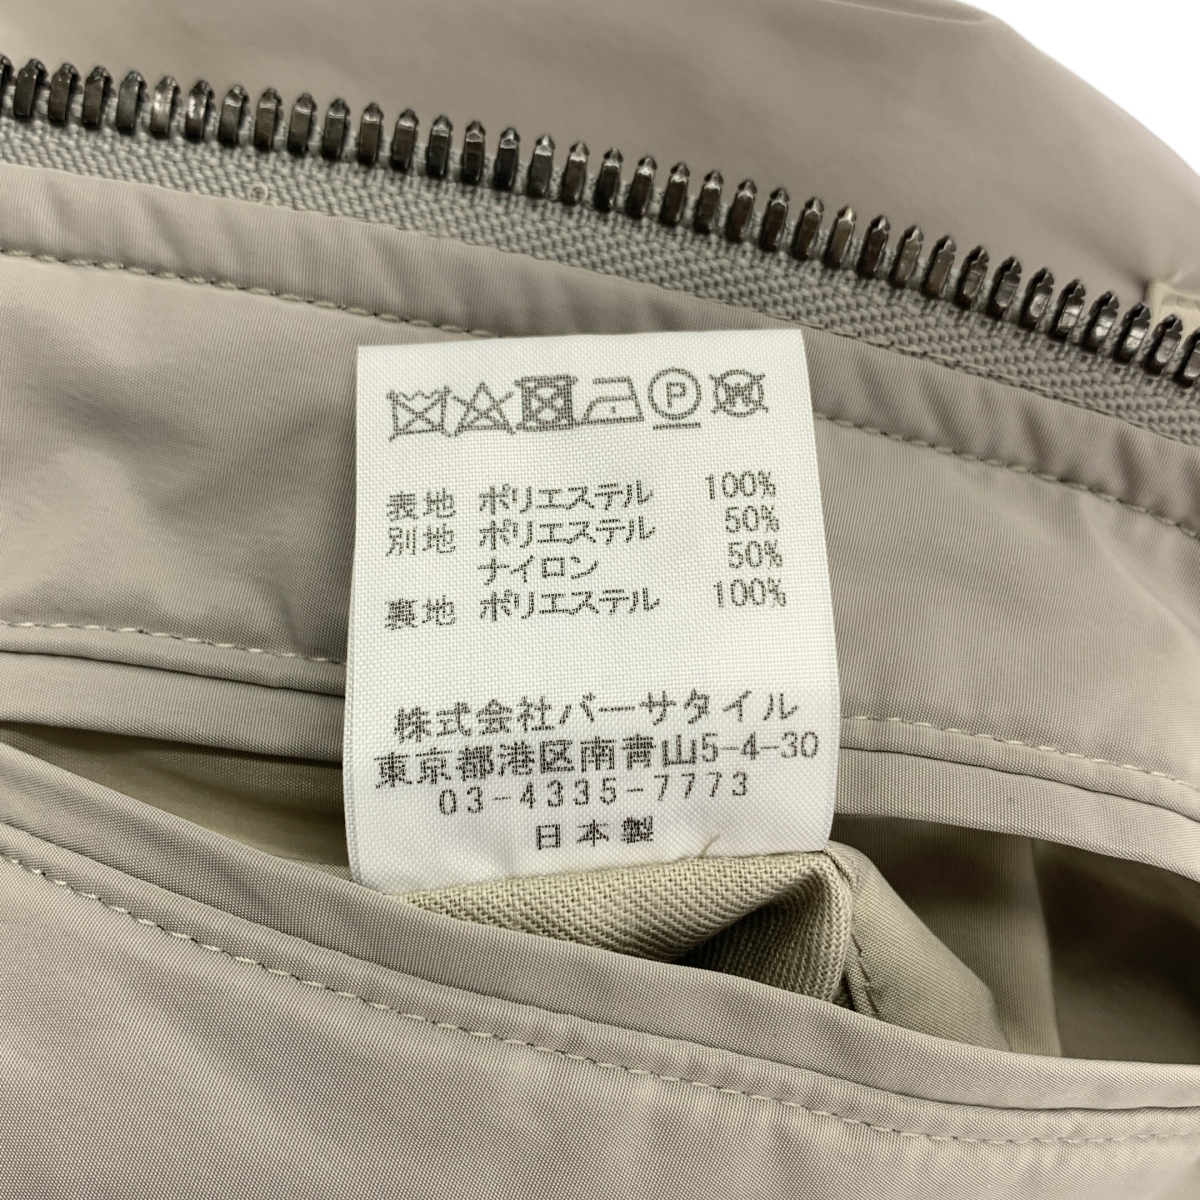 P W
表地 ポリエステル 100%
別地 ポリエステル 50%
ナイロン 50%
裏地 ポリエステル 100%
株式会社バーサタイル
東京都港区南青山5-4-30
03-4335-7773
日本製